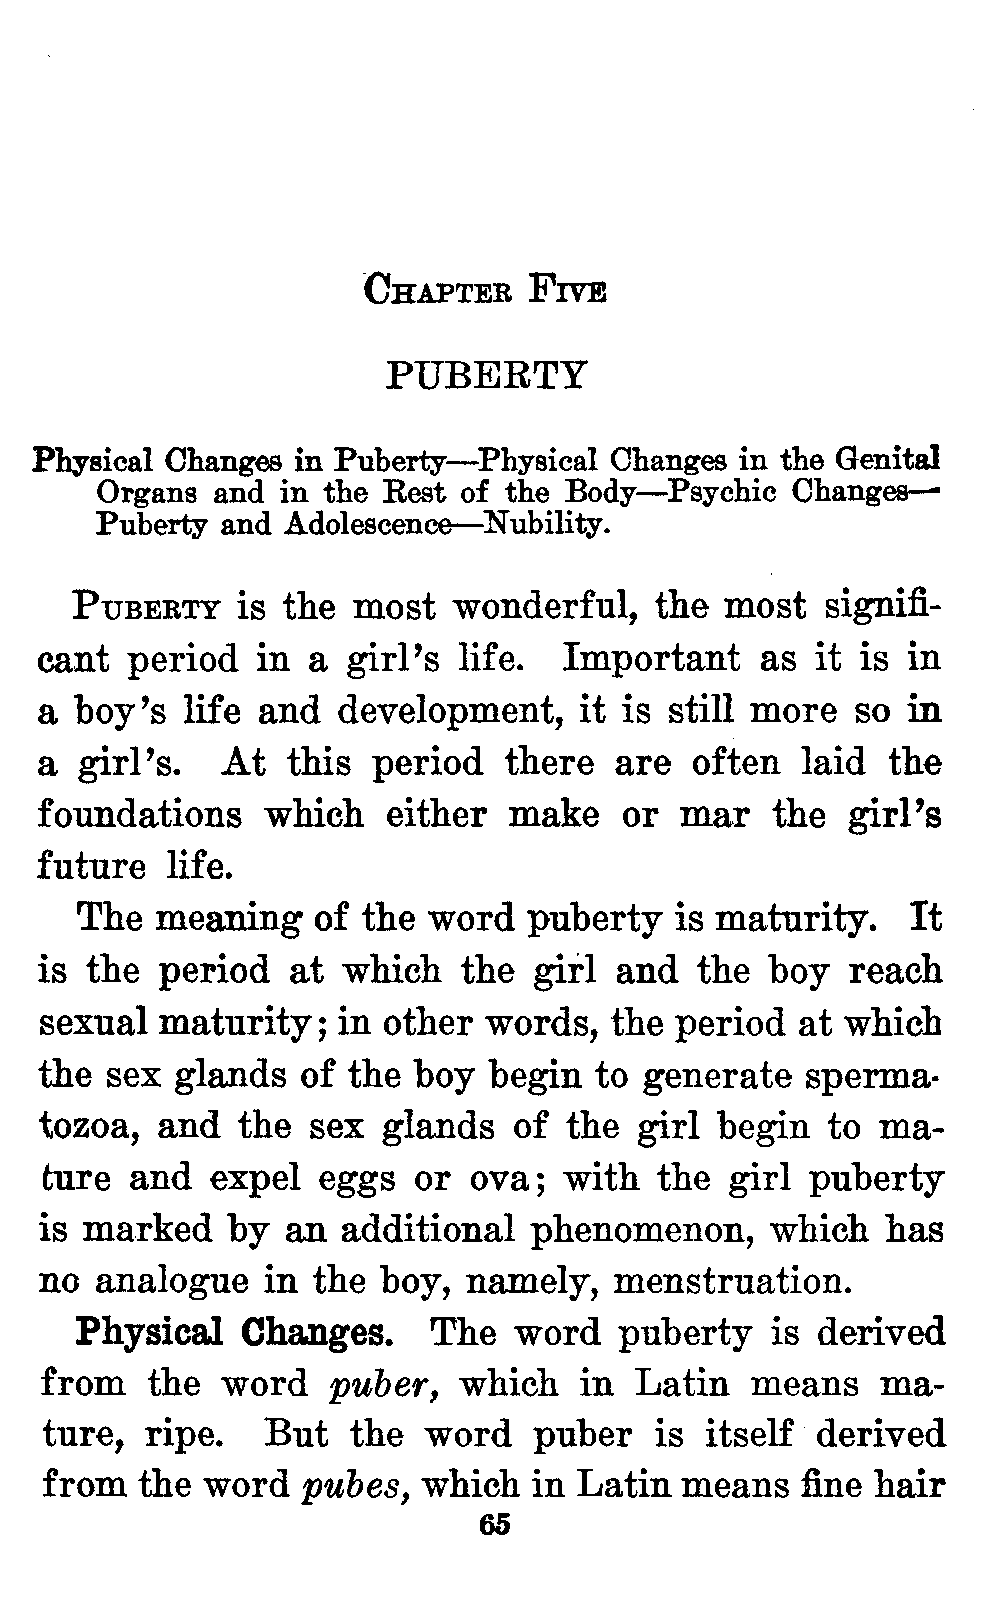 CHAPTER FIVE
PUBERTY
Physical Changes in Puberty—Physical Changes in the Genital
Organs and in the Rest of the Body—Psychic Changes—
Puberty and Adolescence—Nubility.
PUBERTY is the most wonderful, the most signifi-
cant period in a girl's life. Important as it is in
a boy's life and development, it is still more so in
a girl's. At this period there are often laid the
foundations which either make or mar the girl's
future life.
The meaning of the word puberty is maturity. It
is the period at which the girl and the boy reach
sexual maturity; in other words, the period at which
the sex glands of the boy begin to generate sperma-
tozoa, and the sex glands of the girl begin to ma-
ture and expel eggs or ova; with the girl puberty
is marked by an additional phenomenon, which has
no analogue in the boy, namely, menstruation.
Physical Changes. The word puberty is derived
from the word puber, which in Latin means ma-
ture, ripe. But the word puber is itself derived
from the word pubes, which in Latin means fine hair
65